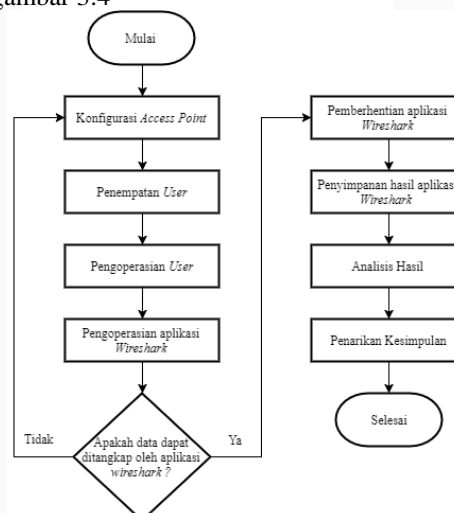 gambar 3.4
Mulai
Konfigurasi Access Point
Penempatan User
Pengoperasian User
Pengoperasian aplikasi
Wireshark
Apakah data dapat
ditangkap oleh aplikasi
wireshark ?
Tidak
Ya
Pemberhentian aplikasi
Wireshark
Penyimpanan hasil aplikasi
Wireshark
Analisis Hasil
Penarikan Kesimpulan
Selesai